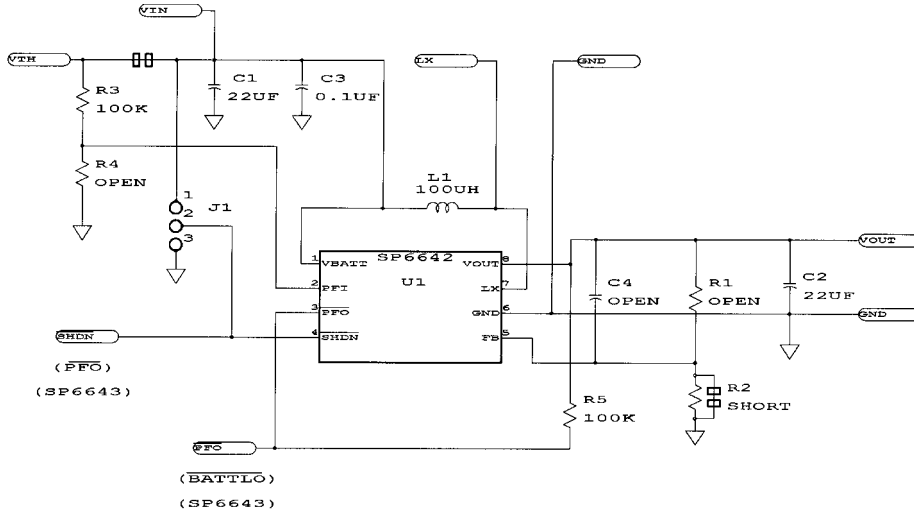 VIN
VTH
LX
GND
R3
100K
C1
22UF
C3
0.1UF
R4
OPEN
L1
100UH
1
2
3
J1
SP6642
U1
1
VBATT
VOUT
8
2
PFI
LX
7
3
PFO
GND
6
4
SHDN
FB
5
VOUT
C4
OPEN
R1
OPEN
C2
22UF
GND
SHDN
(PFO)
(SP6643)
R2
SHORT
R5
100K
PFO
(BATTLO)
(SP6643)